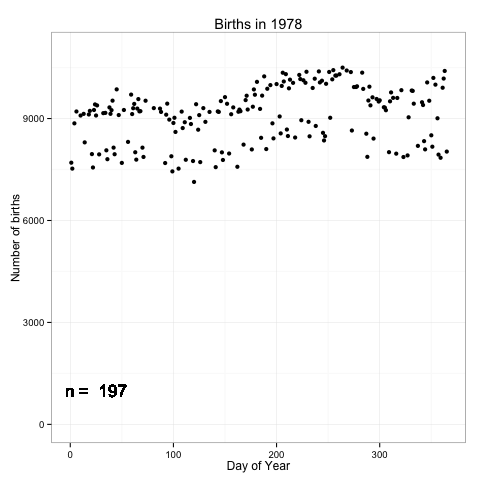 Births in 1978
Number of births
9000
6000
3000
0
n = 197
0 100 200 300
Day of Year